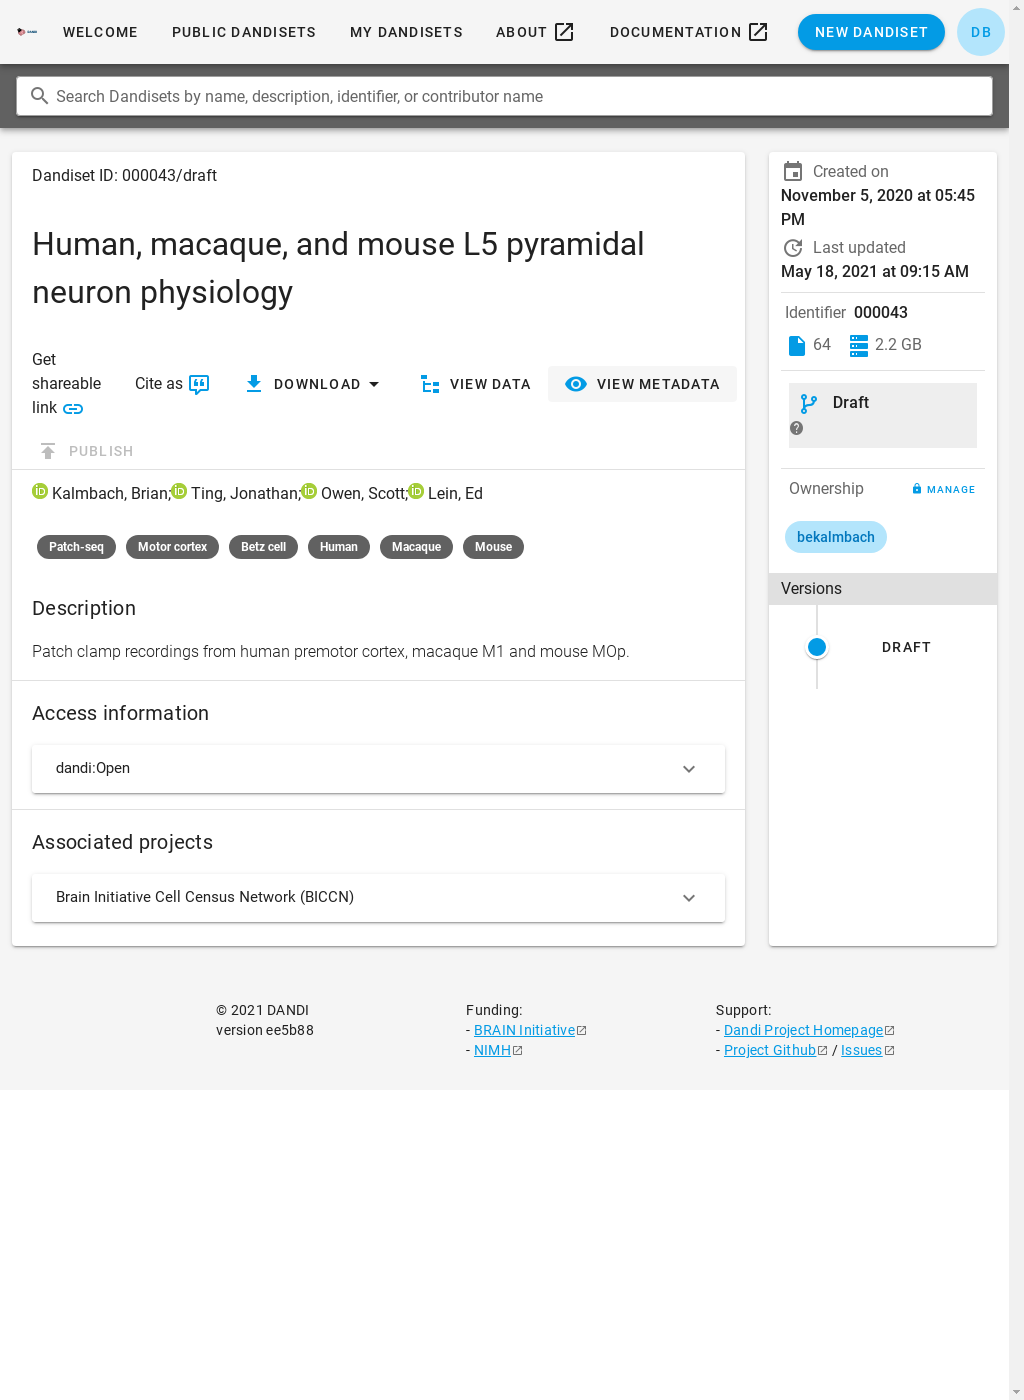 WELCOME PUBLIC DANDISETS MY DANDISETS ABOUT DOCUMENTATION NEW DANDISET DB
Search Dandisets by name, description, identifier, or contributor name
Dandiset ID: 000043/draft
Human, macaque, and mouse L5 pyramidal
neuron physiology
Get
shareable
link
Cite as
DOWNLOAD
VIEW DATA
VIEW METADATA
PUBLISH
Kalmbach, Brian; Ting, Jonathan; Owen, Scott; Lein, Ed
Patch-seq Motor cortex Betz cell Human Macaque Mouse
Description
Patch clamp recordings from human premotor cortex, macaque M1 and mouse MOp.
Access information
dandi:Open
Associated projects
Brain Initiative Cell Census Network (BICCN)
Created on
November 5, 2020 at 05:45
PM
Last updated
May 18, 2021 at 09:15 AM
Identifier 000043
64 2.2 GB
Draft
Ownership MANAGE
bekalmbach
Versions
DRAFT
© 2021 DANDI
version ee5b88
Funding:
- BRAIN Initiative
- NIMH
Support:
- Dandi Project Homepage
- Project Github / Issues